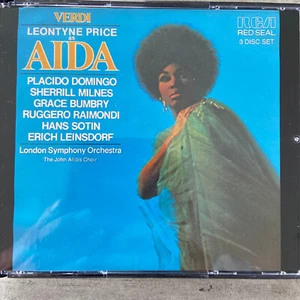 VERDI
LEONTYNE PRICE
as
AIDA
PLACIDO DOMINGO
SHERRILL MILNES
GRACE BUMBRY
RUGGERO RAIMONDI
HANS SOTIN
ERICH LEINSDORF
London Symphony Orchestra
The John Alldis Choir
RCA
RED SEAL
3 DISC SET